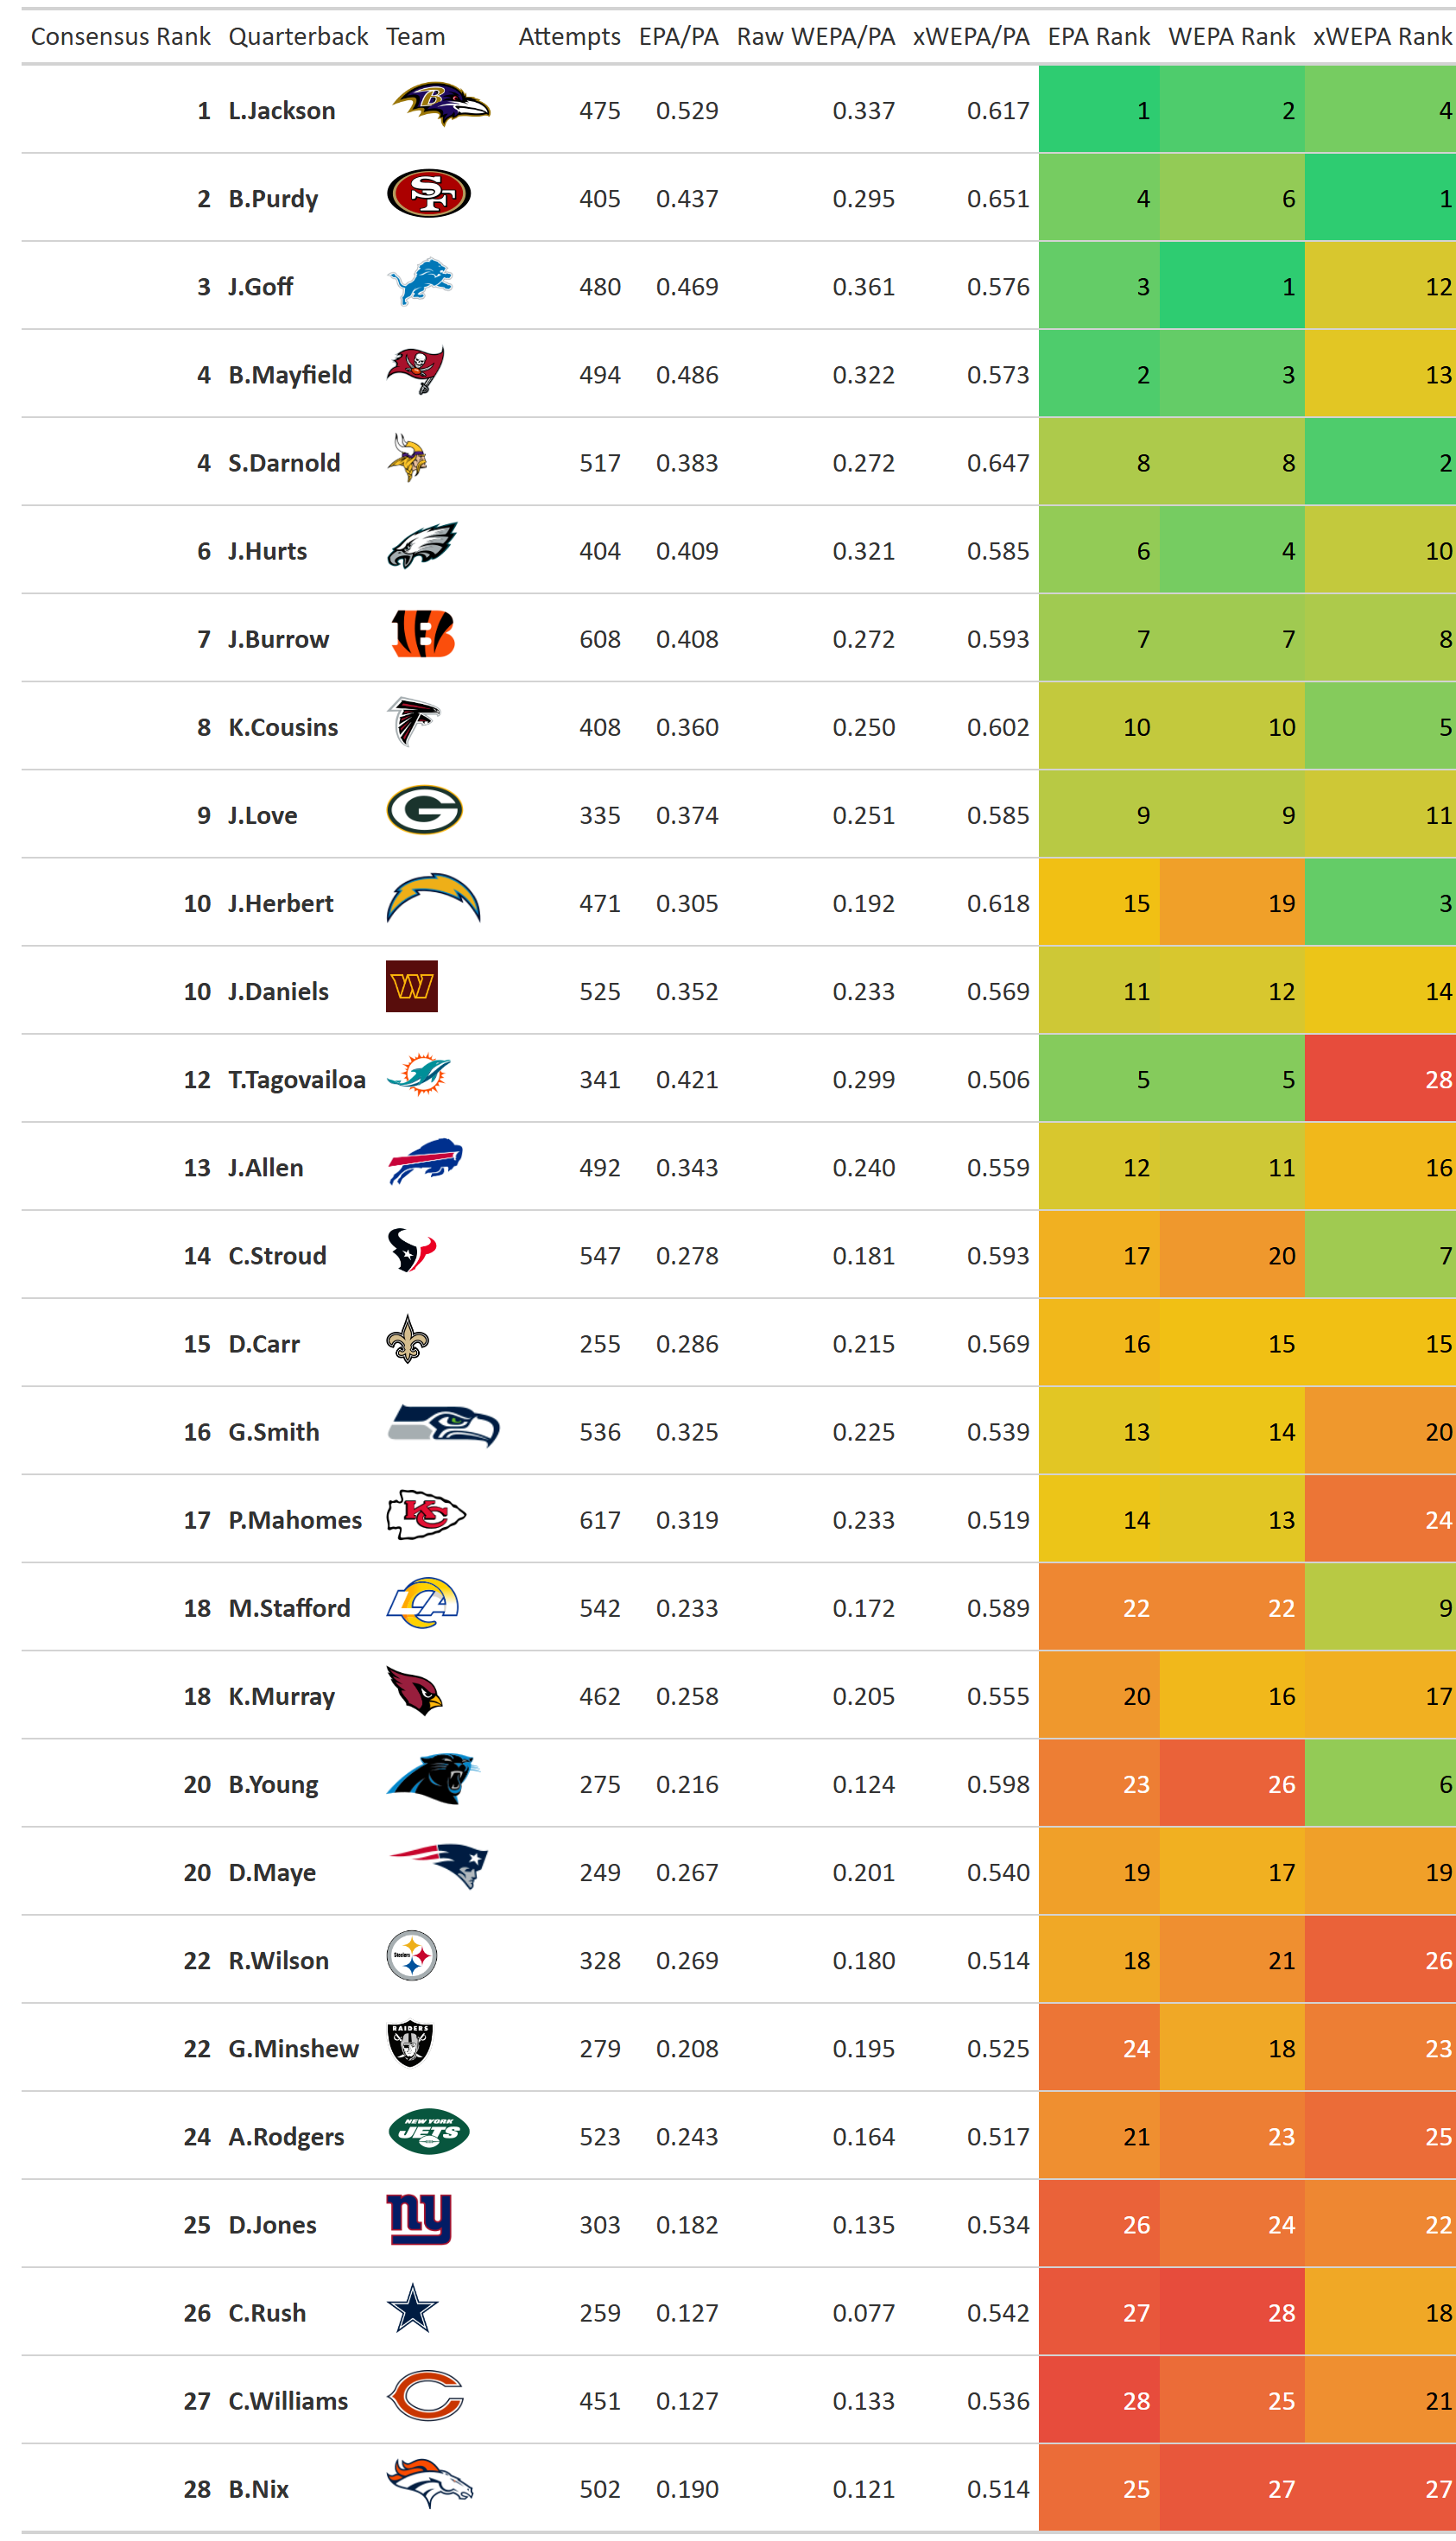 Consensus Rank Quarterback Team Attempts EPA/PA Raw WEPA/PA xWEPA/PA EPA Rank WEPA Rank xWEPA Rank
1 L.Jackson B 475 0.529 0.337 0.617 1 2 4
2 B.Purdy SF 405 0.437 0.295 0.651 4 6 1
3 J.Goff 480 0.469 0.361 0.576 3 1 12
4 B.Mayfield 494 0.486 0.322 0.573 2 3 13
4 S.Darnold 517 0.383 0.272 0.647 8 8 2
6 J.Hurts 404 0.409 0.321 0.585 6 4 10
7 J.Burrow B 608 0.408 0.272 0.593 7 7 8
8 K.Cousins 408 0.360 0.250 0.602 10 10 5
9 J.Love G 335 0.374 0.251 0.585 9 9 11
10 J.Herbert 471 0.305 0.192 0.618 15 19 3
10 J.Daniels W 525 0.352 0.233 0.569 11 12 14
12 T.Tagovailoa 341 0.421 0.299 0.506 5 5 28
13 J.Allen 492 0.343 0.240 0.559 12 11 16
14 C.Stroud 547 0.278 0.181 0.593 17 20 7
15 D.Carr 255 0.286 0.215 0.569 16 15 15
16 G.Smith 536 0.325 0.225 0.539 13 14 20
17 P.Mahomes KC 617 0.319 0.233 0.519 14 13 24
18 M.Stafford LA 542 0.233 0.172 0.589 22 22 9
18 K.Murray 462 0.258 0.205 0.555 20 16 17
20 B.Young 275 0.216 0.124 0.598 23 26 6
20 D.Maye 249 0.267 0.201 0.540 19 17 19
22 R.Wilson Steelers 328 0.269 0.180 0.514 18 21 26
22 G.Minshew RAIDERS 279 0.208 0.195 0.525 24 18 23
24 A.Rodgers NEW YORK JETS 523 0.243 0.164 0.517 21 23 25
25 D.Jones ny 303 0.182 0.135 0.534 26 24 22
26 C.Rush 259 0.127 0.077 0.542 27 28 18
27 C.Williams C 451 0.127 0.133 0.536 28 25 21
28 B.Nix 502 0.190 0.121 0.514 25 27 27